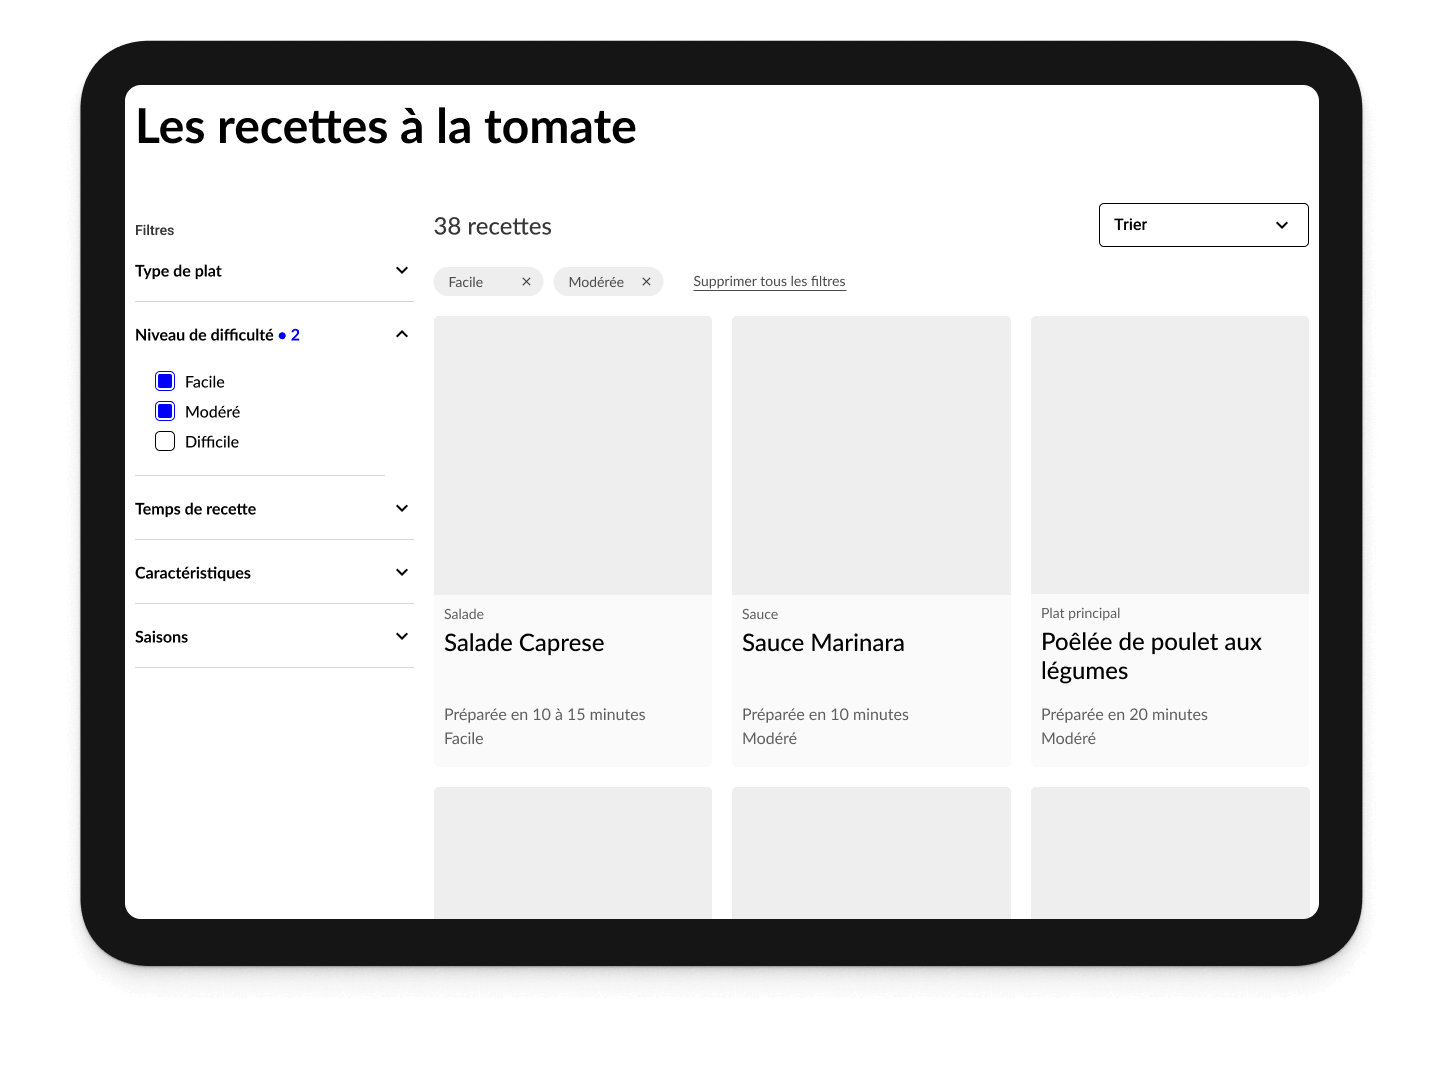 Les recettes à la tomate
Filtres
Type de plat
Niveau de difficulté • 2
Facile
Modéré
Difficile
Temps de recette
Caractéristiques
Saisons
38 recettes
Trier
Facile ×
Modérée ×
Supprimer tous les filtres
Salade
Salade Caprese
Préparée en 10 à 15 minutes
Facile
Sauce
Sauce Marinara
Préparée en 10 minutes
Modéré
Plat principal
Poêlée de poulet aux
légumes
Préparée en 20 minutes
Modéré